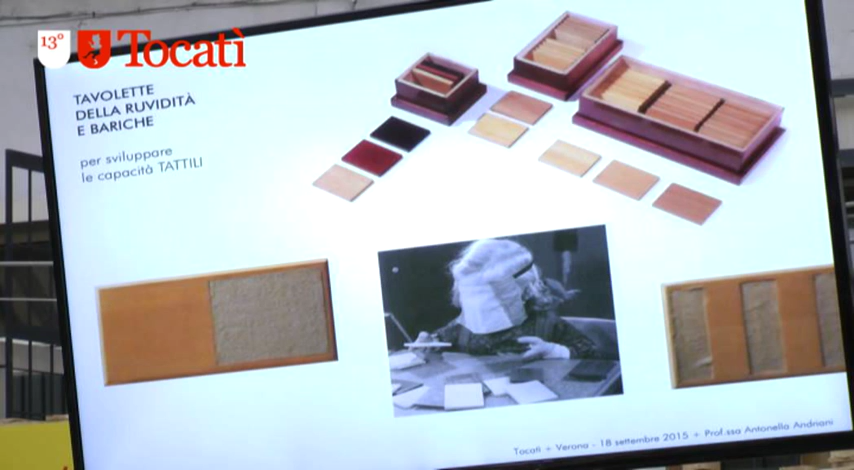 13°
Tocatì
TAVOLETTE
DELLA RUVIDITÀ
E BARICHE
per sviluppare
le capacità TATTILI
Tocatì + Verona - 18 settembre 2015 + Prof.ssa Antonella Andriani